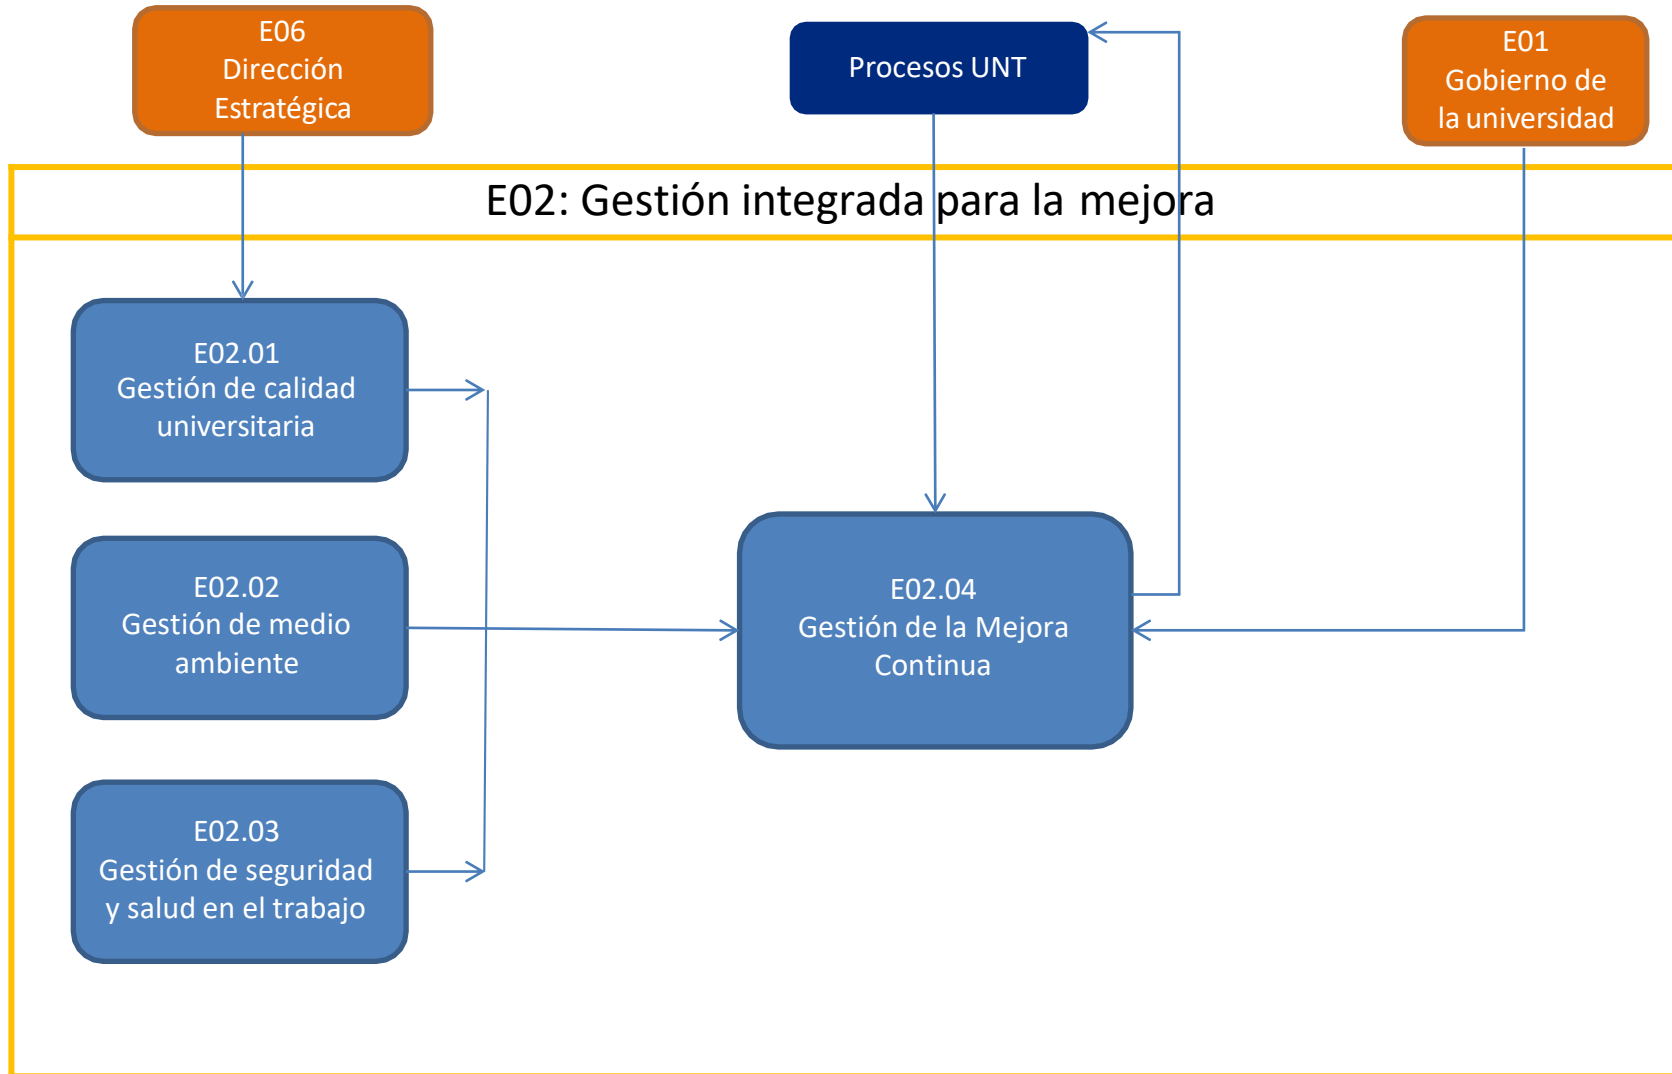 E06
Dirección
Estratégica
Procesos UNT
E01
Gobierno de
la universidad
E02: Gestión integrada para la mejora
E02.01
Gestión de calidad
universitaria
E02.02
Gestión de medio
ambiente
E02.04
Gestión de la Mejora
Continua
E02.03
Gestión de seguridad
y salud en el trabajo